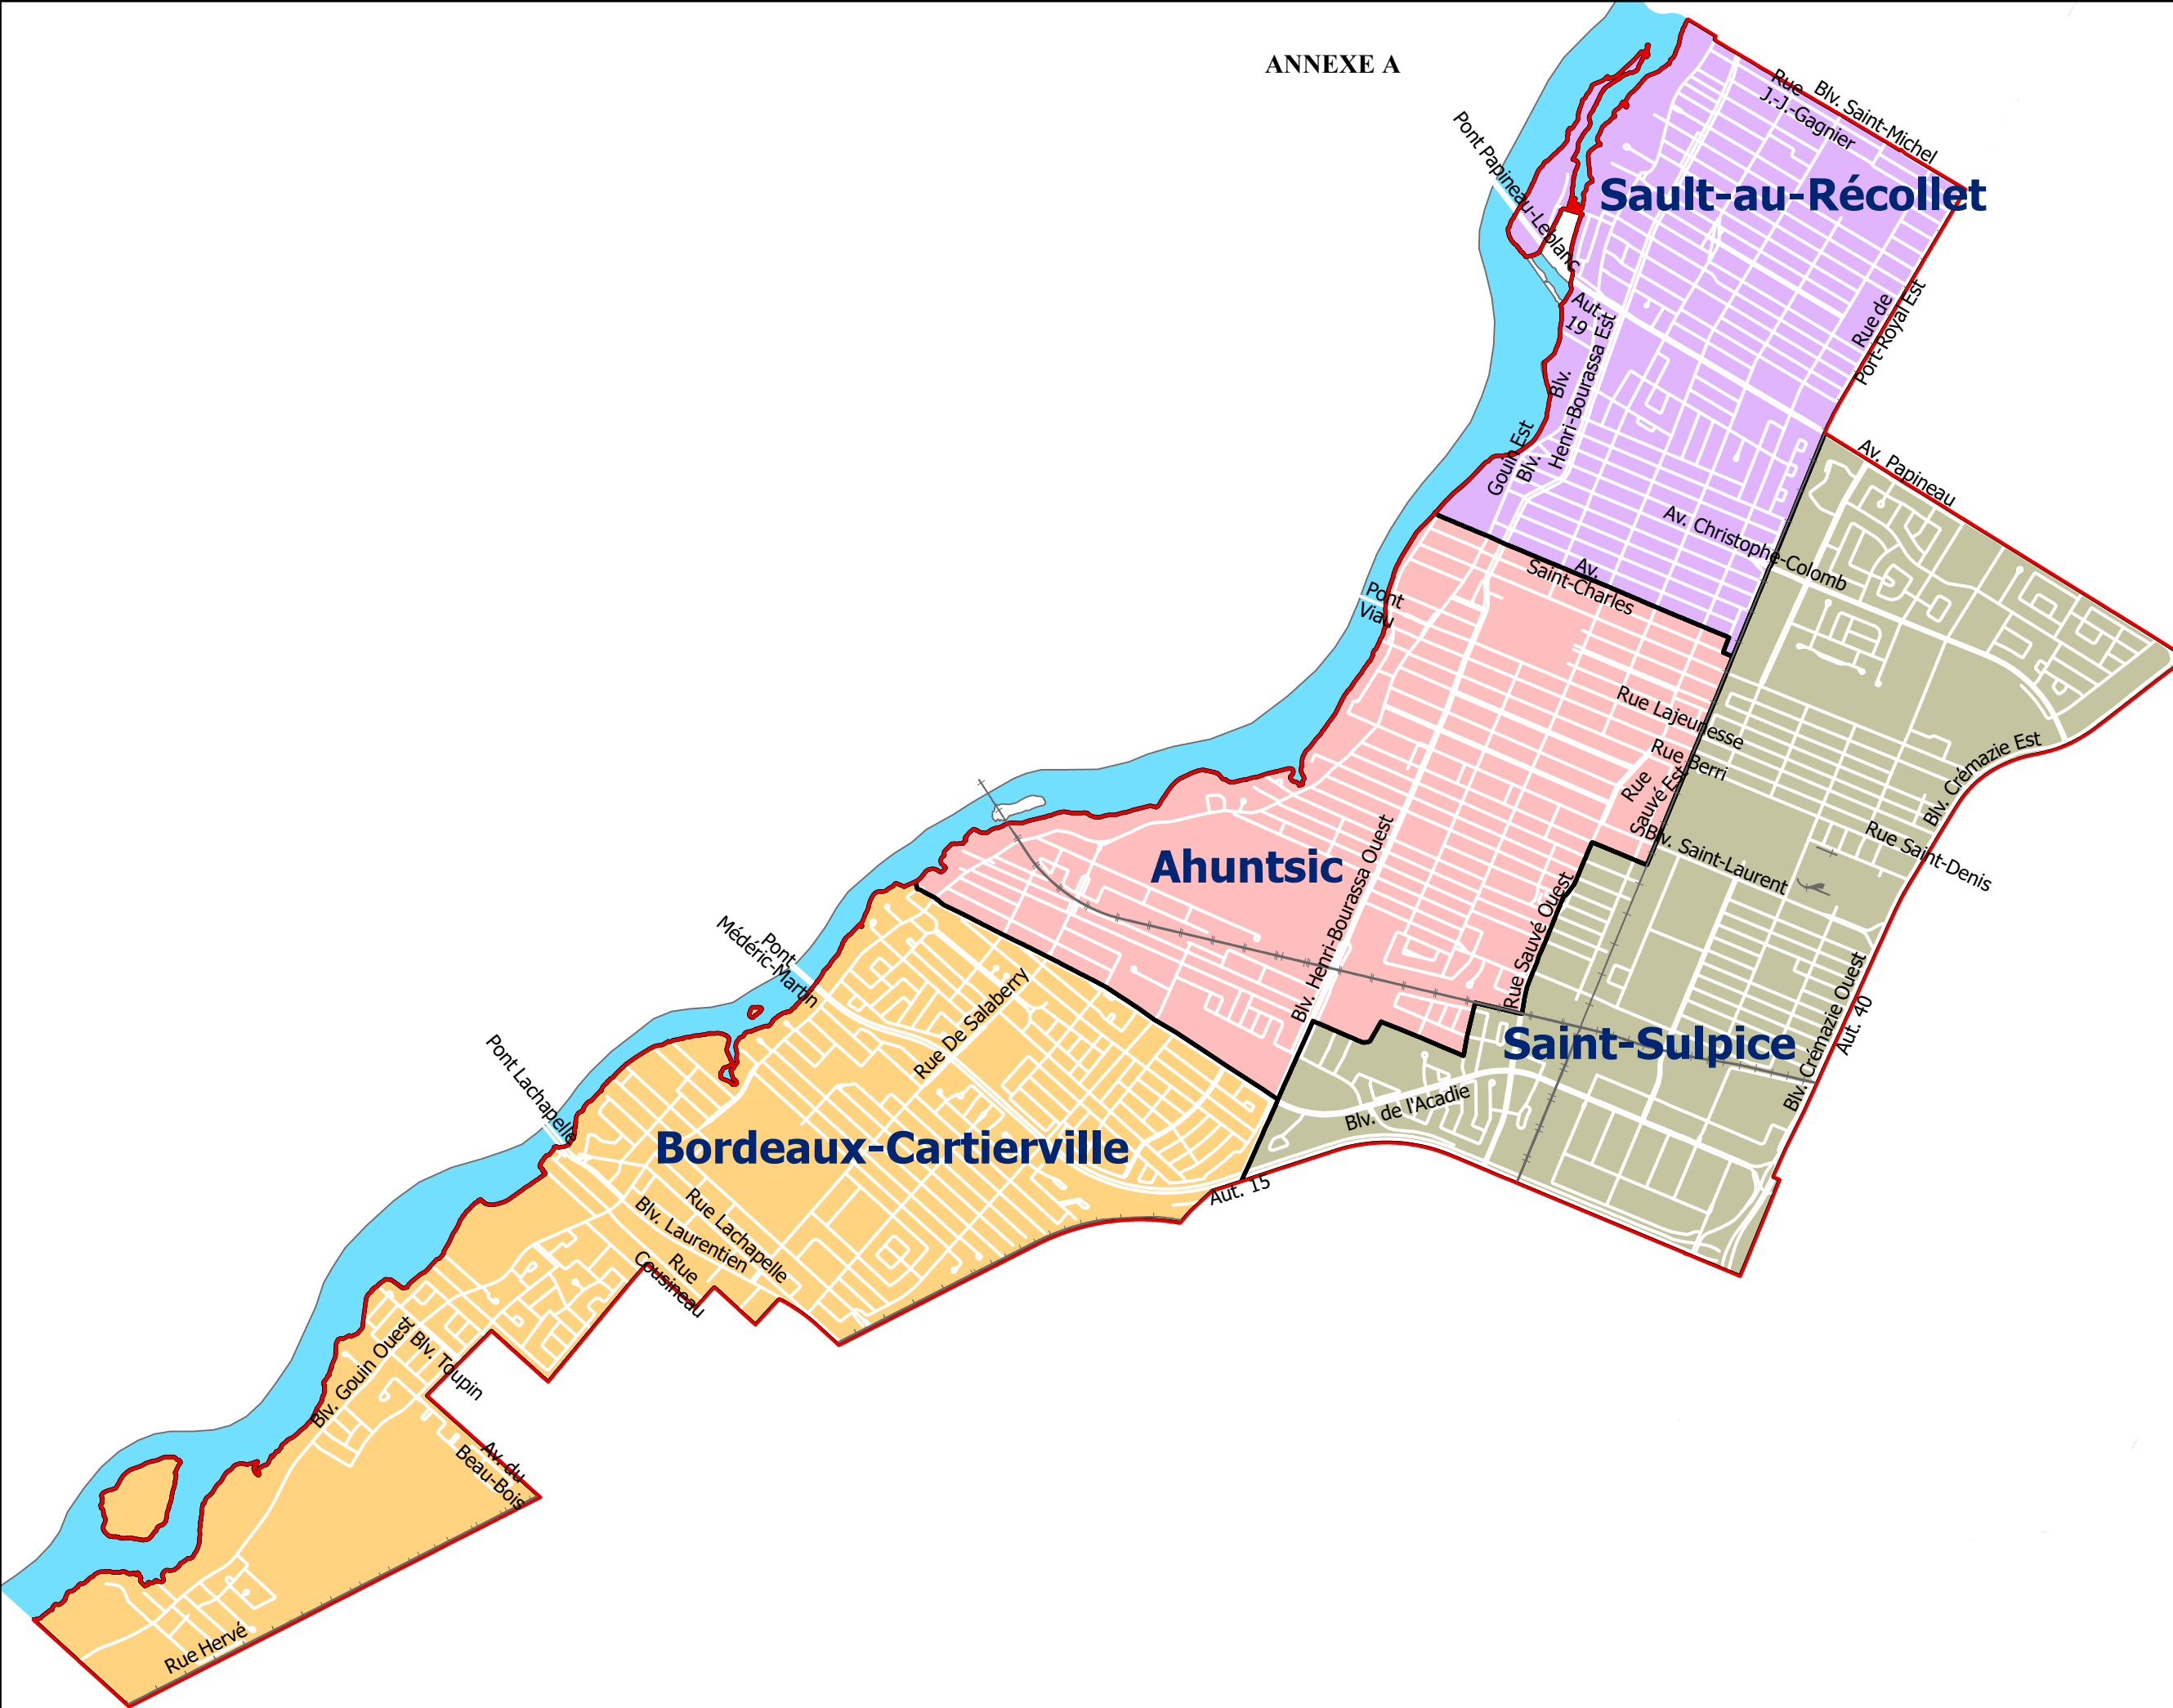 ANNEXE A
Rue
J.-J.-Gagnier
Blv. Saint-Michel
Pont Papineau-Leblanc
Sault-au-Récollet
Aut.
19
Rue de
Port-Royal Est
Blv.
Henri-Bourassa Est
Gouin Est
Blv.
Av. Papineau
Av. Christophe-Colomb
Av.
Saint-Charles
Pont
Viau
Rue Lajeunesse
Rue Berri
Rue
Sauvé Est
Blv. Crémazie Est
Blv. Saint-Laurent
Rue Saint-Denis
Ahuntsic
Blv. Henri-Bourassa Ouest
Rue Sauvé Ouest
Pont
Médéric-Martin
Rue De Salaberry
Saint-Sulpice
Blv. Crémazie Ouest
Aut. 40
Pont Lachapelle
Blv. de l'Acadie
Bordeaux-Cartierville
Aut. 15
Rue Lachapelle
Blv. Laurentien
Rue
Cousineau
Blv. Gouin Ouest
Blv. Toupin
Av. du
Beau-Bois
Rue Hervé